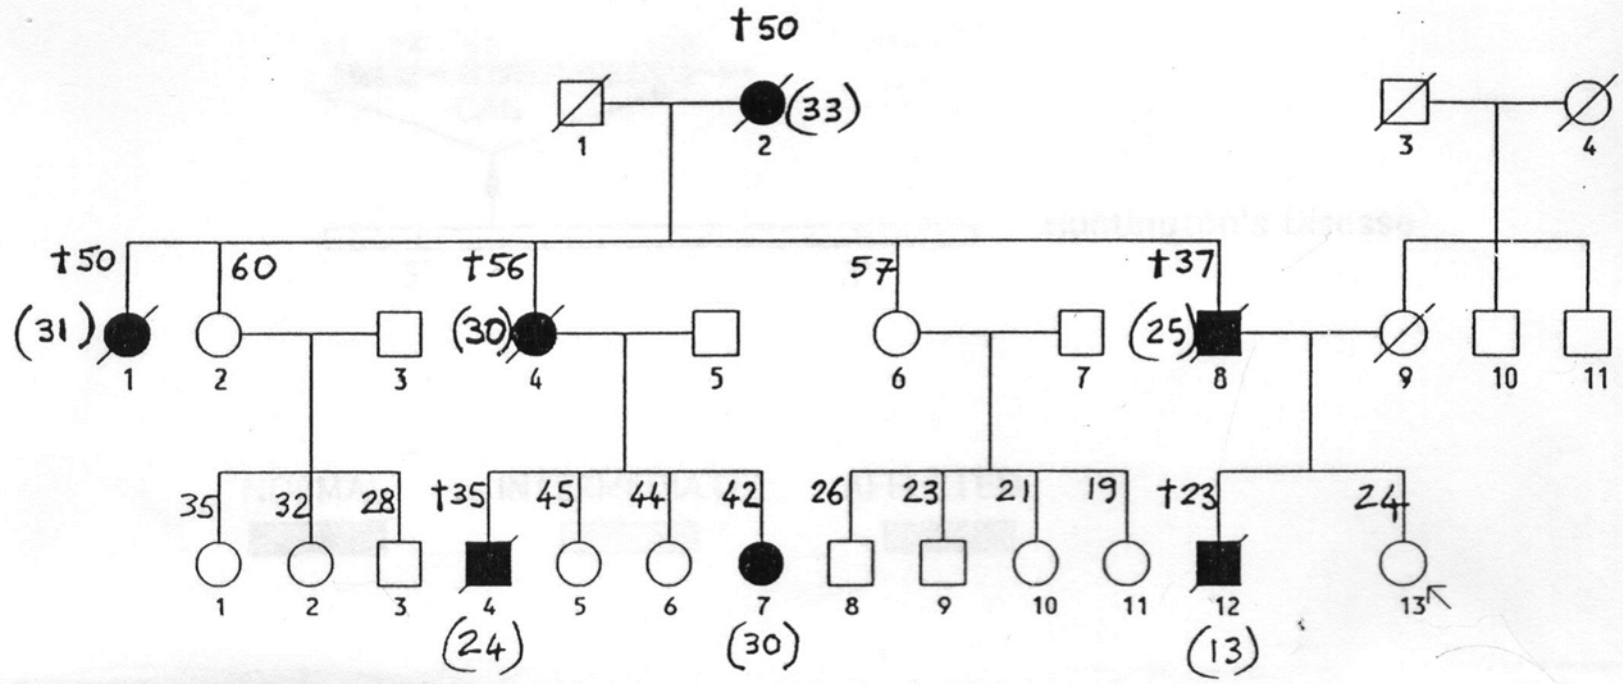 †50
(33)
1 2 3 4
†50 60 †56 57 †37
(31) (30) (25)
1 2 3 4 5 6 7 8 9 10 11
35 32 28 †35 45 44 42 26 23 21 19 †23 24
1 2 3 4 5 6 7 8 9 10 11 12 13
(24) (30) (13)
Huntington's Disease